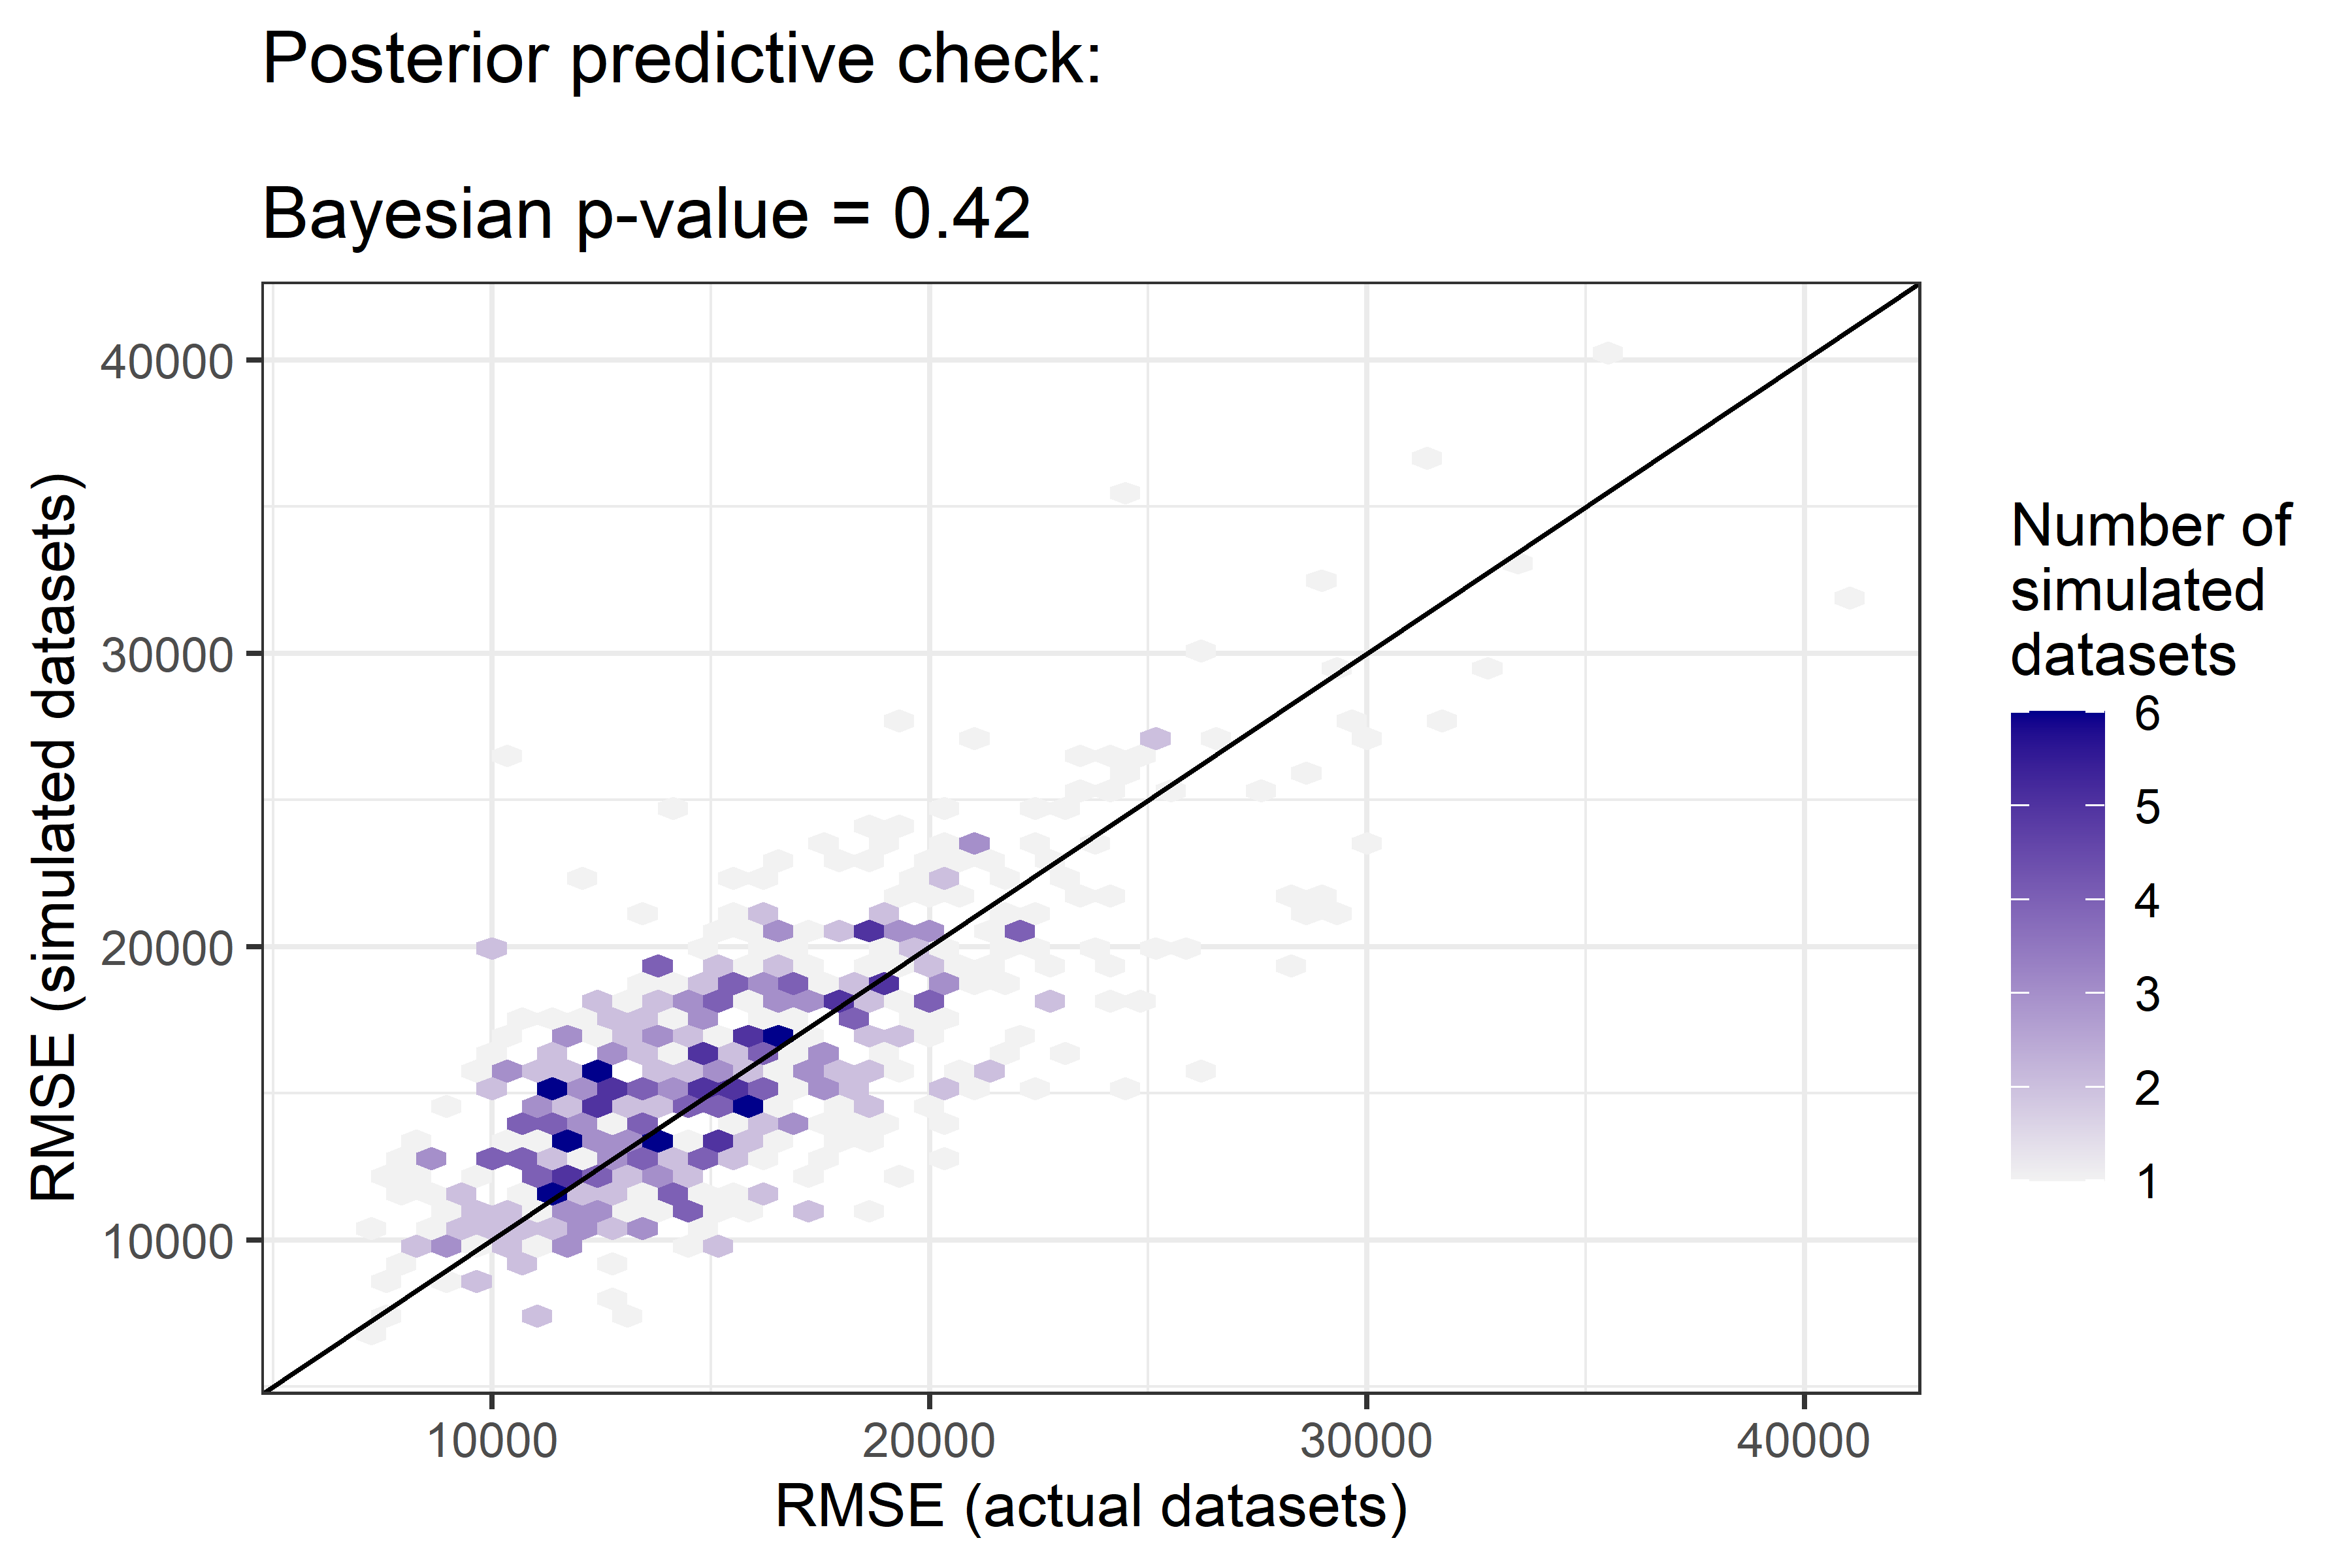 Posterior predictive check:
Bayesian p-value = 0.42
RMSE (simulated datasets)
40000
30000
20000
10000
10000
20000
30000
40000
RMSE (actual datasets)
Number of
simulated
datasets
6
5
4
3
2
1